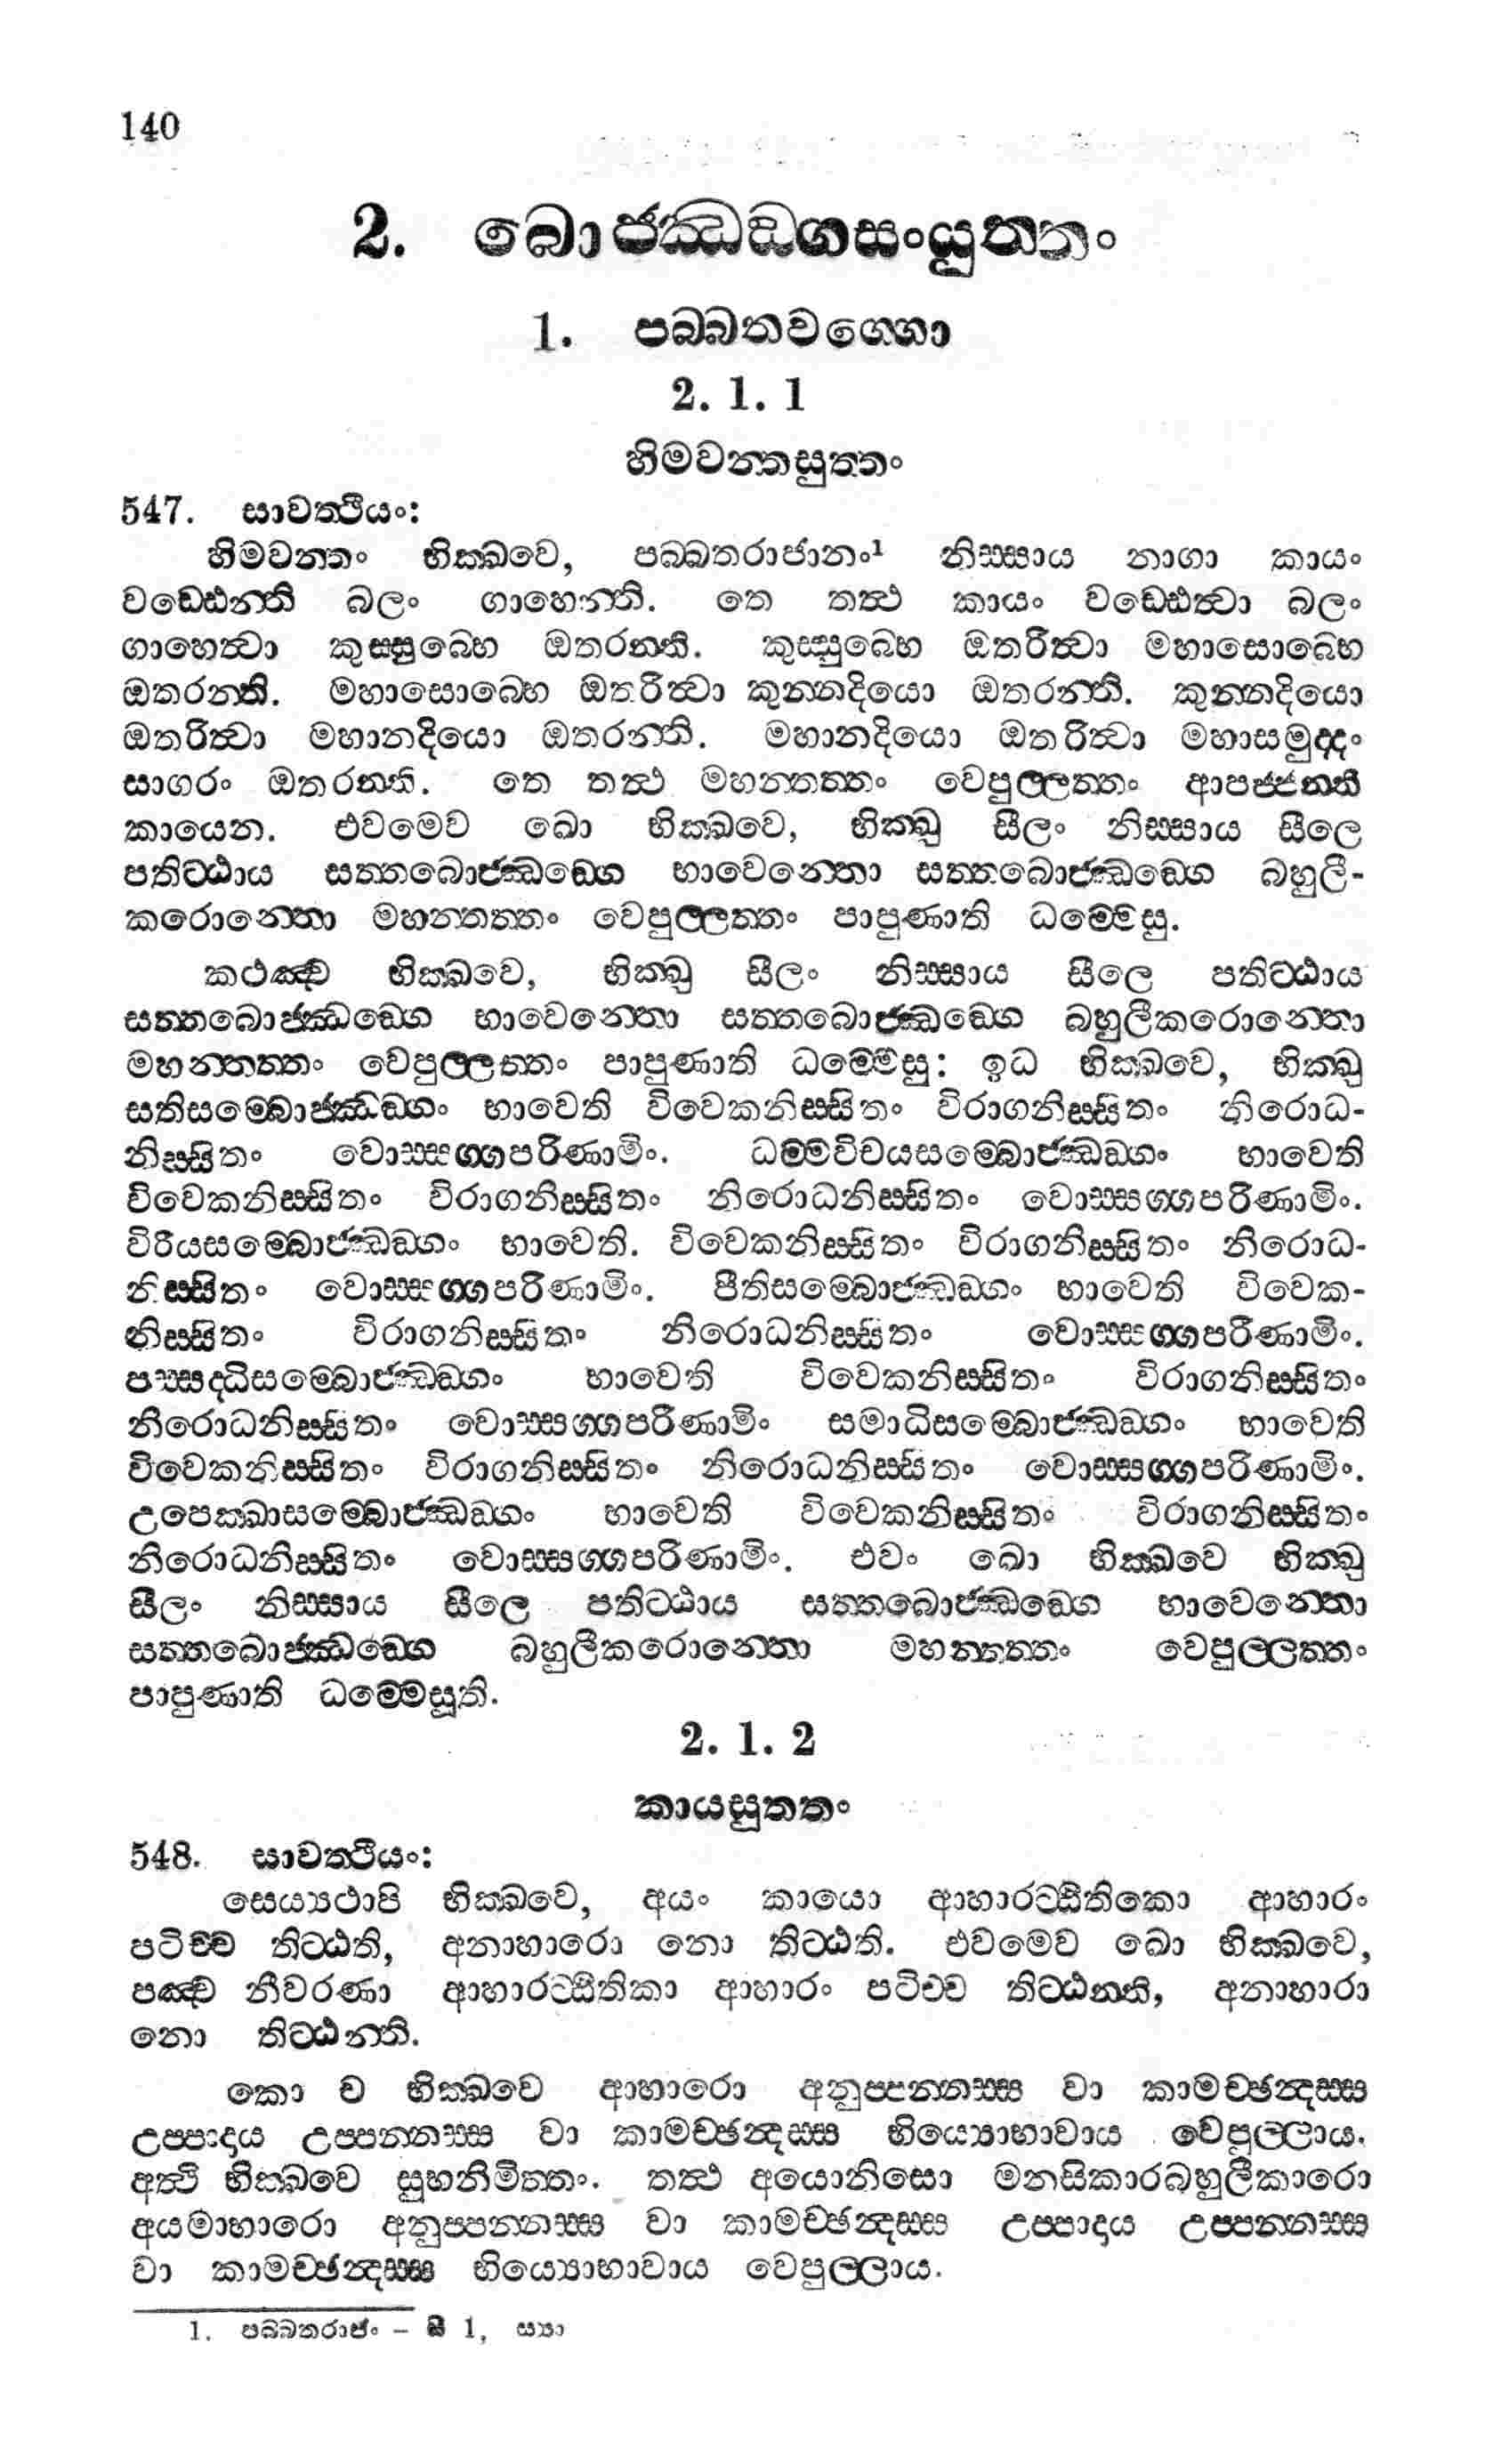 140
2. බොජ්ඣඞ්ගසංයුත්තං
1. පබ්බතවග්ගො
2. 1. 1
හිමවන්තසුත්තං
547. සාවත්ථියං:
හිමවන්තං භික්ඛවෙ, පබ්බතරාජානං¹ නිස්සාය නාගා කායං
වඩ්ඪෙන්ති බලං ගාහෙන්ති. තෙ තත්ථ කායං වඩ්ඪෙත්වා බලං
ගාහෙත්වා කුස්සුබ්භෙ ඔතරන්ති. කුස්සුබ්භෙ ඔතරිත්වා මහාසොබ්භෙ
ඔතරන්ති. මහාසොබ්භෙ ඔතරිත්වා කුන්නදියො ඔතරන්ති. කුන්නදියො
ඔතරිත්වා මහානදියො ඔතරන්ති. මහානදියො ඔතරිත්වා මහාසමුද්දං
සාගරං ඔතරන්ති. තෙ තත්ථ මහන්තත්තං වෙපුල්ලත්තං ආපජ්ජන්ති
කායෙන. එවමෙව ඛො භික්ඛවෙ, භික්ඛු සීලං නිස්සාය සීලෙ
පතිට්ඨාය සත්තබොජ්ඣඞ්ගෙ භාවෙන්තො සත්තබොජ්ඣඞ්ගෙ බහුලී-
කරොන්තො මහන්තත්තං වෙපුල්ලත්තං පාපුණාති ධම්මෙසු.
කථඤ්ච භික්ඛවෙ, භික්ඛු සීලං නිස්සාය සීලෙ පතිට්ඨාය
සත්තබොජ්ඣඞ්ගෙ භාවෙන්තො සත්තබොජ්ඣඞ්ගෙ බහුලීකරොන්තො
මහන්තත්තං වෙපුල්ලත්තං පාපුණාති ධම්මෙසු: ඉධ භික්ඛවෙ, භික්ඛු
සතිසම්බොජ්ඣඞ්ගං භාවෙති විවෙකනිස්සිතං විරාගනිස්සිතං නිරොධ-
නිස්සිතං වොස්සග්ගපරිණාමිං. ධම්මවිචයසම්බොජ්ඣඞ්ගං භාවෙති
විවෙකනිස්සිතං විරාගනිස්සිතං නිරොධනිස්සිතං වොස්සග්ගපරිණාමිං.
විරියසම්බොජ්ඣඞ්ගං භාවෙති. විවෙකනිස්සිතං විරාගනිස්සිතං නිරොධ-
නිස්සිතං වොස්සග්ගපරිණාමිං. පීතිසම්බොජ්ඣඞ්ගං භාවෙති විවෙක-
නිස්සිතං විරාගනිස්සිතං නිරොධනිස්සිතං වොස්සග්ගපරිණාමිං.
පස්සද්ධිසම්බොජ්ඣඞ්ගං භාවෙති විවෙකනිස්සිතං විරාගනිස්සිතං
නිරොධනිස්සිතං වොස්සග්ගපරිණාමිං සමාධිසම්බොජ්ඣඞ්ගං භාවෙති
විවෙකනිස්සිතං විරාගනිස්සිතං නිරොධනිස්සිතං වොස්සග්ගපරිණාමිං.
උපෙක්ඛාසම්බොජ්ඣඞ්ගං භාවෙති විවෙකනිස්සිතං විරාගනිස්සිතං
නිරොධනිස්සිතං වොස්සග්ගපරිණාමිං. එවං ඛො භික්ඛවෙ භික්ඛු
සීලං නිස්සාය සීලෙ පතිට්ඨාය සත්තබොජ්ඣඞ්ගෙ භාවෙන්තො
සත්තබොජ්ඣඞ්ගෙ බහුලීකරොන්තො මහන්තත්තං වෙපුල්ලත්තං
පාපුණාති ධම්මෙසූති.
2. 1. 2
කායසුත්තං
548. සාවත්ථියං:
සෙය්‍යථාපි භික්ඛවෙ, අයං කායො ආහාරට්ඨිතිකො ආහාරං
පටිච්ච තිට්ඨති, අනාහාරො නො තිට්ඨති. එවමෙව ඛො භික්ඛවෙ,
පඤ්ච නීවරණා ආහාරට්ඨිතිකා ආහාරං පටිච්ච තිට්ඨන්ති, අනාහාරා
නො තිට්ඨන්ති.
කො ච භික්ඛවෙ ආහාරො අනුප්පන්නස්ස වා කාමච්ඡන්දස්ස
උප්පාදාය උප්පන්නස්ස වා කාමච්ඡන්දස්ස භිය්‍යොභාවාය වෙපුල්ලාය.
අත්ථි භික්ඛවෙ සුභනිමිත්තං. තත්ථ අයොනිසො මනසිකාරබහුලීකාරො
අයමාහාරො අනුප්පන්නස්ස වා කාමච්ඡන්දස්ස උප්පාදාය උප්පන්නස්ස
වා කාමච්ඡන්දස්ස භිය්‍යොභාවාය වෙපුල්ලාය.
1. පබ්බතරාජං – සී 1, ස්‍යා